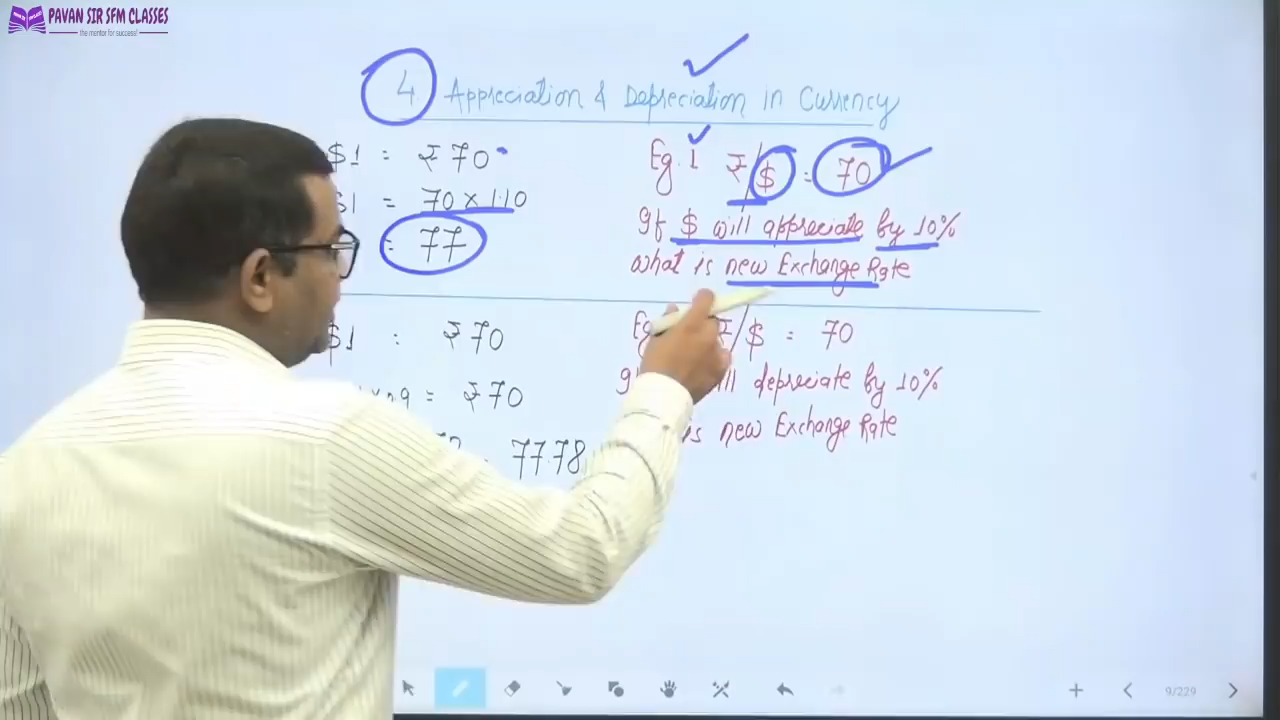 PAVAN SIR SFM CLASSES
the mentor for success!
4 Appreciation & Depreciation in Currency
$1 = ₹70
$1 = 70 x 1.10
= 77
Eg. 1 ₹/$ = 70
If $ will appreciate by 10%
what is new Exchange Rate
$1 : ₹70
= ₹70
77.78
Eg ₹/$ = 70
depreciate by 10%
is new Exchange Rate
9/229